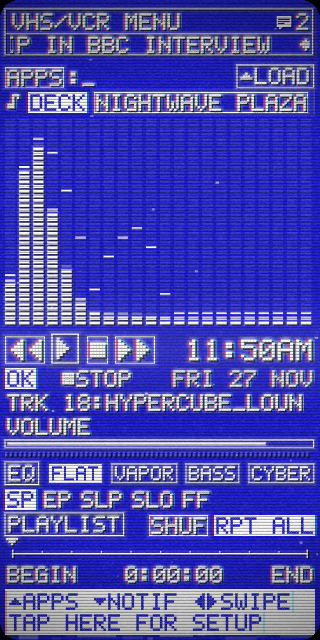 VHS/VCR MENU 2
P IN BBC INTERVIEW
APPS:_ LOAD
DECK NIGHTWAVE PLAZA
11:50AM
OK STOP FRI 27 NOV
TRK 18:HYPERCUBE_LOUN
VOLUME
EQ FLAT VAPOR BASS CYBER
SP EP SLP SLO FF
PLAYLIST SHUF RPT ALL
BEGIN 0:00:00 END
APPS NOTIF SWIPE
TAP HERE FOR SETUP